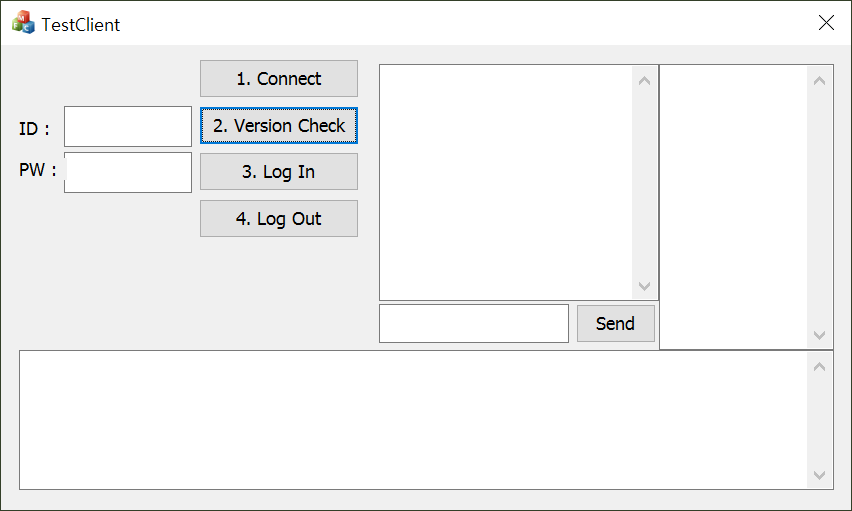 TestClient
1. Connect
ID :
2. Version Check
PW :
3. Log In
4. Log Out
Send